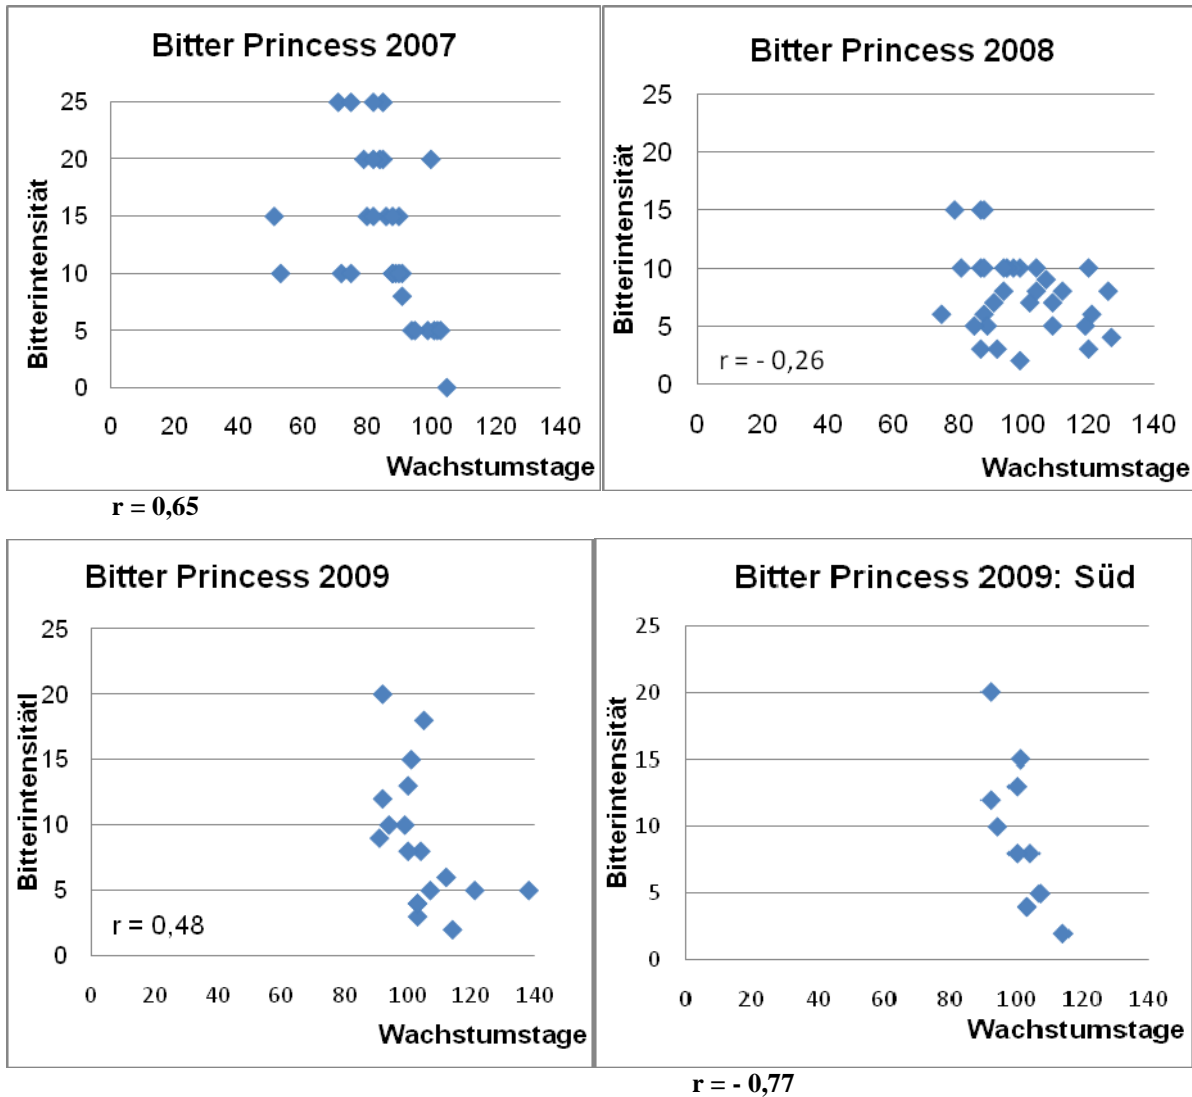 Bitter Princess 2007
Bitterintensität
25
20
15
10
5
0
0 20 40 60 80 100 120 140
Wachstumstage
r = 0,65
Bitter Princess 2008
Bitterintensität
25
20
15
10
5
0
r = - 0,26
0 20 40 60 80 100 120 140
Wachstumstage
Bitter Princess 2009
Bitterintensitätl
25
20
15
10
5
0
r = 0,48
0 20 40 60 80 100 120 140
Wachstumstage
Bitter Princess 2009: Süd
Bitterintensität
25
20
15
10
5
0
0 20 40 60 80 100 120 140
Wachstumstage
r = - 0,77